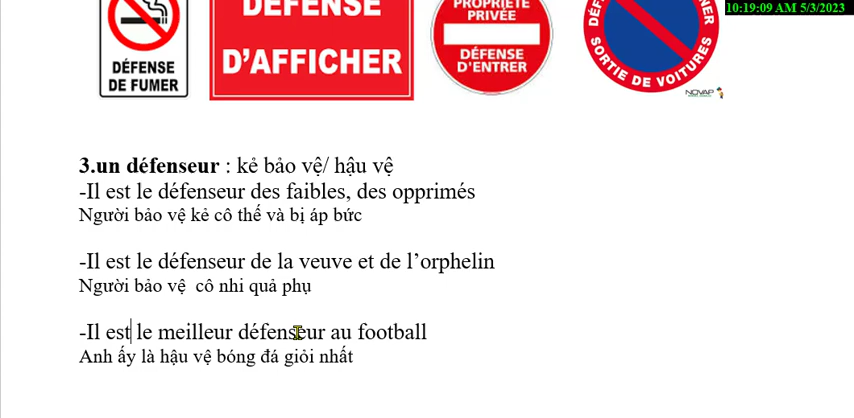 10:19:09 AM 5/3/2023
DÉFENSE
DE FUMER
DÉFENSE
D'AFFICHER
PROPRIÉTÉ
PRIVÉE
DÉFENSE
D'ENTRER
SORTIE DE VOITURES
NOVAP
3.un défenseur : kẻ bảo vệ/ hậu vệ
-Il est le défenseur des faibles, des opprimés
Người bảo vệ kẻ cô thế và bị áp bức
-Il est le défenseur de la veuve et de l'orphelin
Người bảo vệ cô nhi quả phụ
-Il est le meilleur défenseur au football
Anh ấy là hậu vệ bóng đá giỏi nhất